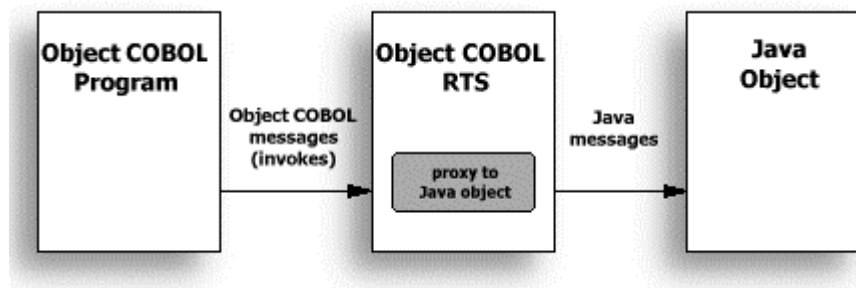 Object COBOL
Program
Object COBOL
messages
(invokes)
Object COBOL
RTS
proxy to
Java object
Java
messages
Java
Object